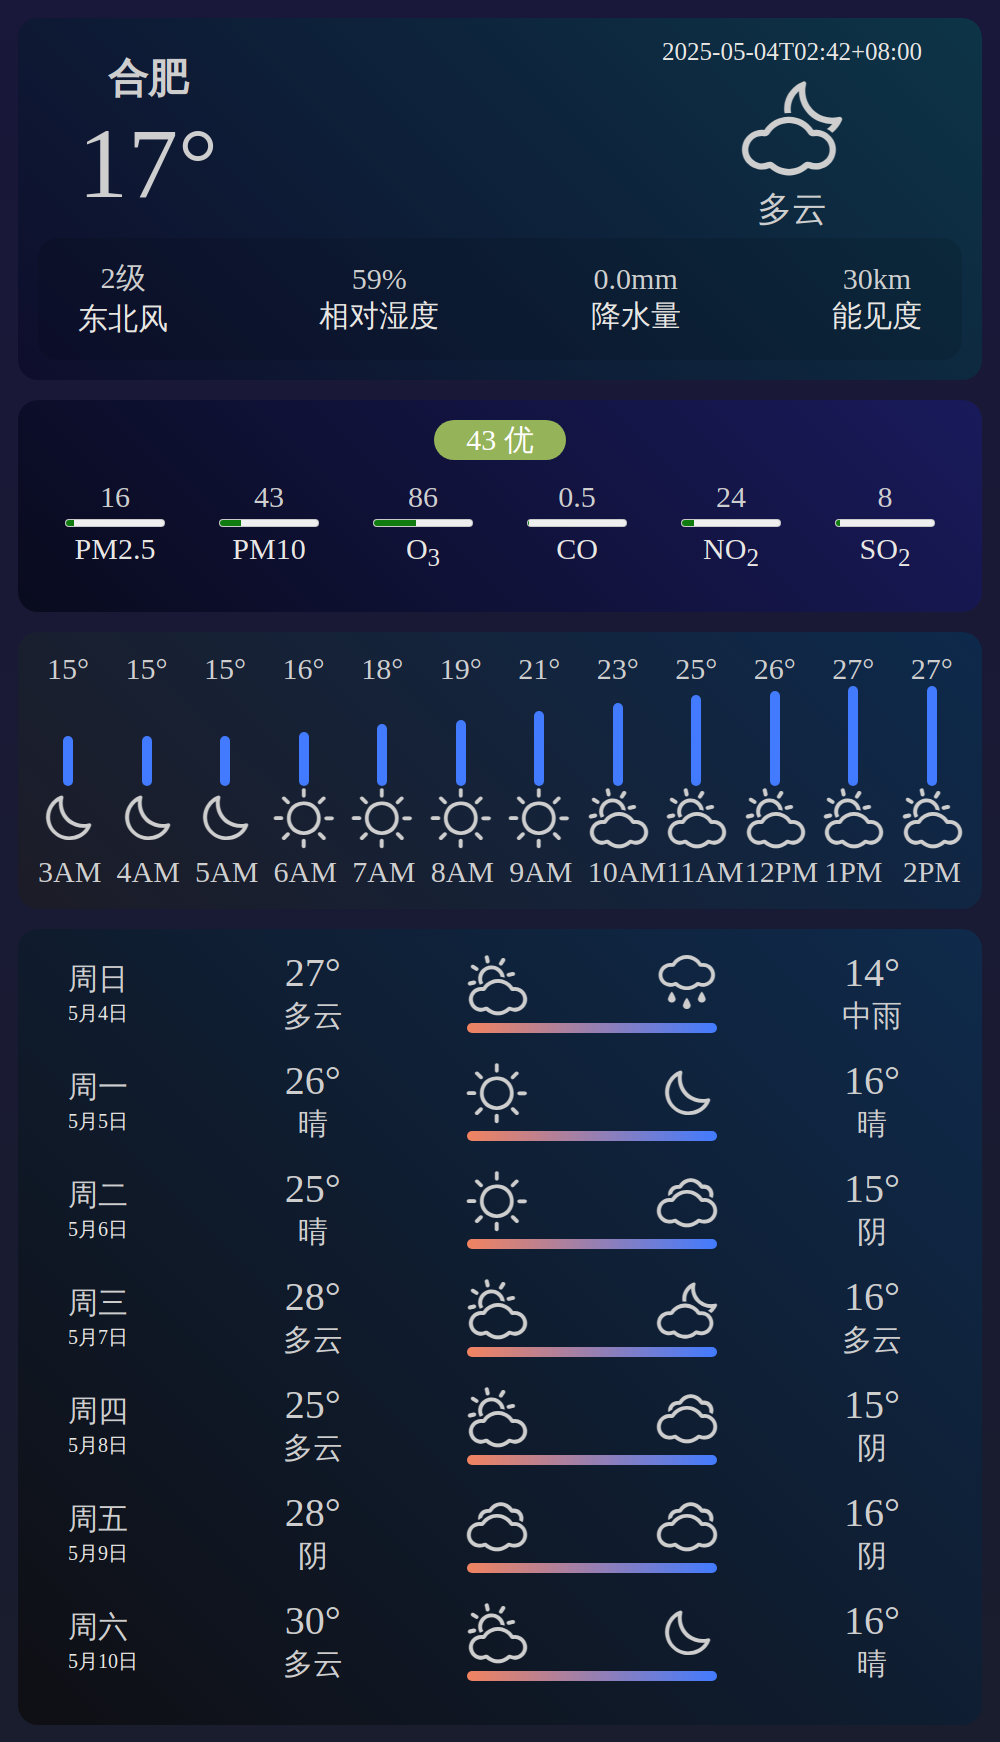 合肥
17°
2025-05-04T02:42+08:00
多云
2级 59% 0.0mm 30km
东北风 相对湿度 降水量 能见度
43 优
16 43 86 0.5 24 8
PM2.5 PM10 O3 CO NO2 SO2
15° 15° 15° 16° 18° 19° 21° 23° 25° 26° 27° 27°
3AM 4AM 5AM 6AM 7AM 8AM 9AM 10AM 11AM 12PM 1PM 2PM
周日 27° 14°
5月4日 多云 中雨
周一 26° 16°
5月5日 晴 晴
周二 25° 15°
5月6日 晴 阴
周三 28° 16°
5月7日 多云 多云
周四 25° 15°
5月8日 多云 阴
周五 28° 16°
5月9日 阴 阴
周六 30° 16°
5月10日 多云 晴